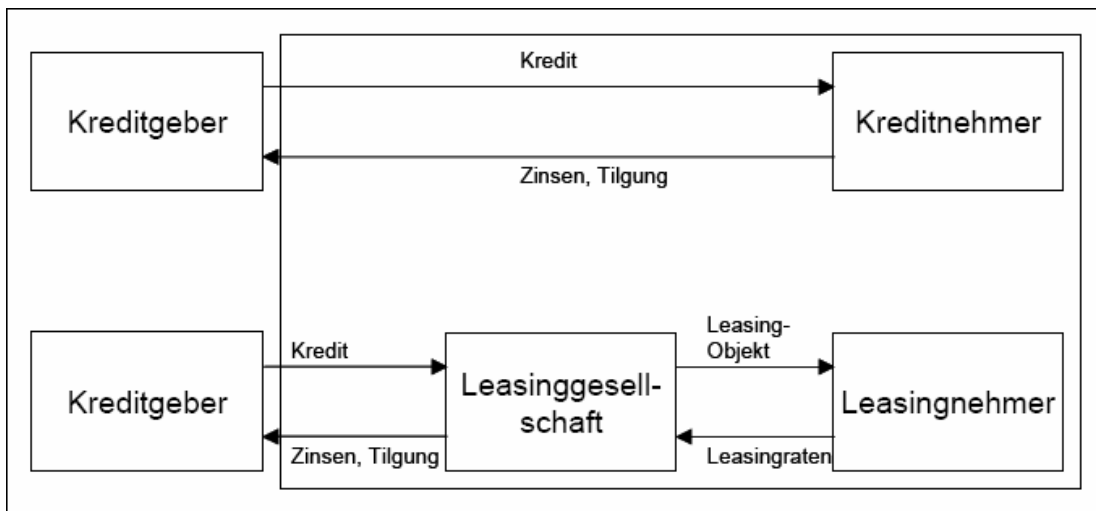 Kredit
Kreditgeber
Kreditnehmer
Zinsen, Tilgung
Kredit
Leasing-
Objekt
Kreditgeber
Leasinggesell-
schaft
Leasingnehmer
Zinsen, Tilgung
Leasingraten